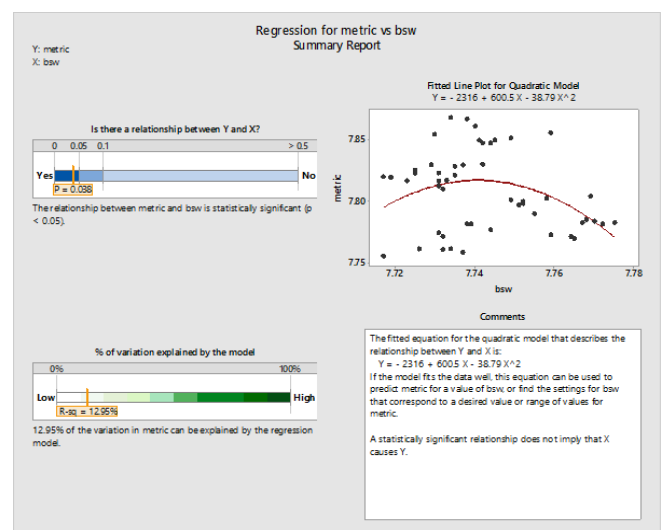 Regression for metric vs bsw
Summary Report
Y: metric
X: bsw
Is there a relationship between Y and X?
0 0.05 0.1 > 0.5
Yes No
P = 0.038
The relationship between metric and bsw is statistically significant (p
< 0.05).
% of variation explained by the model
0% 100%
Low High
R-sq = 12.95%
12.95% of the variation in metric can be explained by the regression
model.
Fitted Line Plot for Quadratic Model
Y = - 2316 + 600.5 X - 38.79 X^2
7.85
7.80
7.75
metric
7.72 7.74 7.76 7.78
bsw
Comments
The fitted equation for the quadratic model that describes the
relationship between Y and X is:
Y = - 2316 + 600.5 X - 38.79 X^2
If the model fits the data well, this equation can be used to
predict metric for a value of bsw, or find the settings for bsw
that correspond to a desired value or range of values for
metric.
A statistically significant relationship does not imply that X
causes Y.